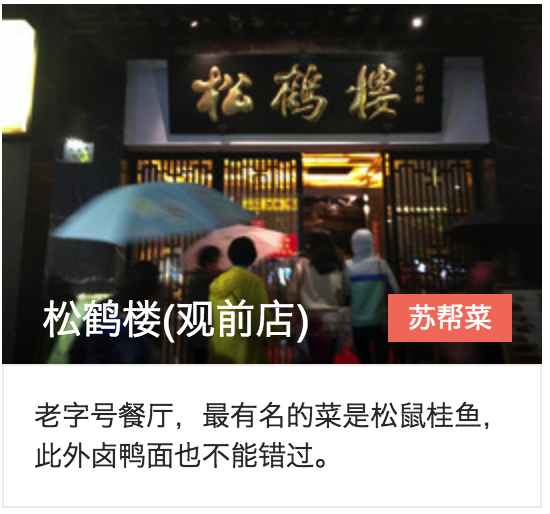 松鹤楼
松鹤楼(观前店)
苏帮菜
老字号餐厅，最有名的菜是松鼠桂鱼，
此外卤鸭面也不能错过。